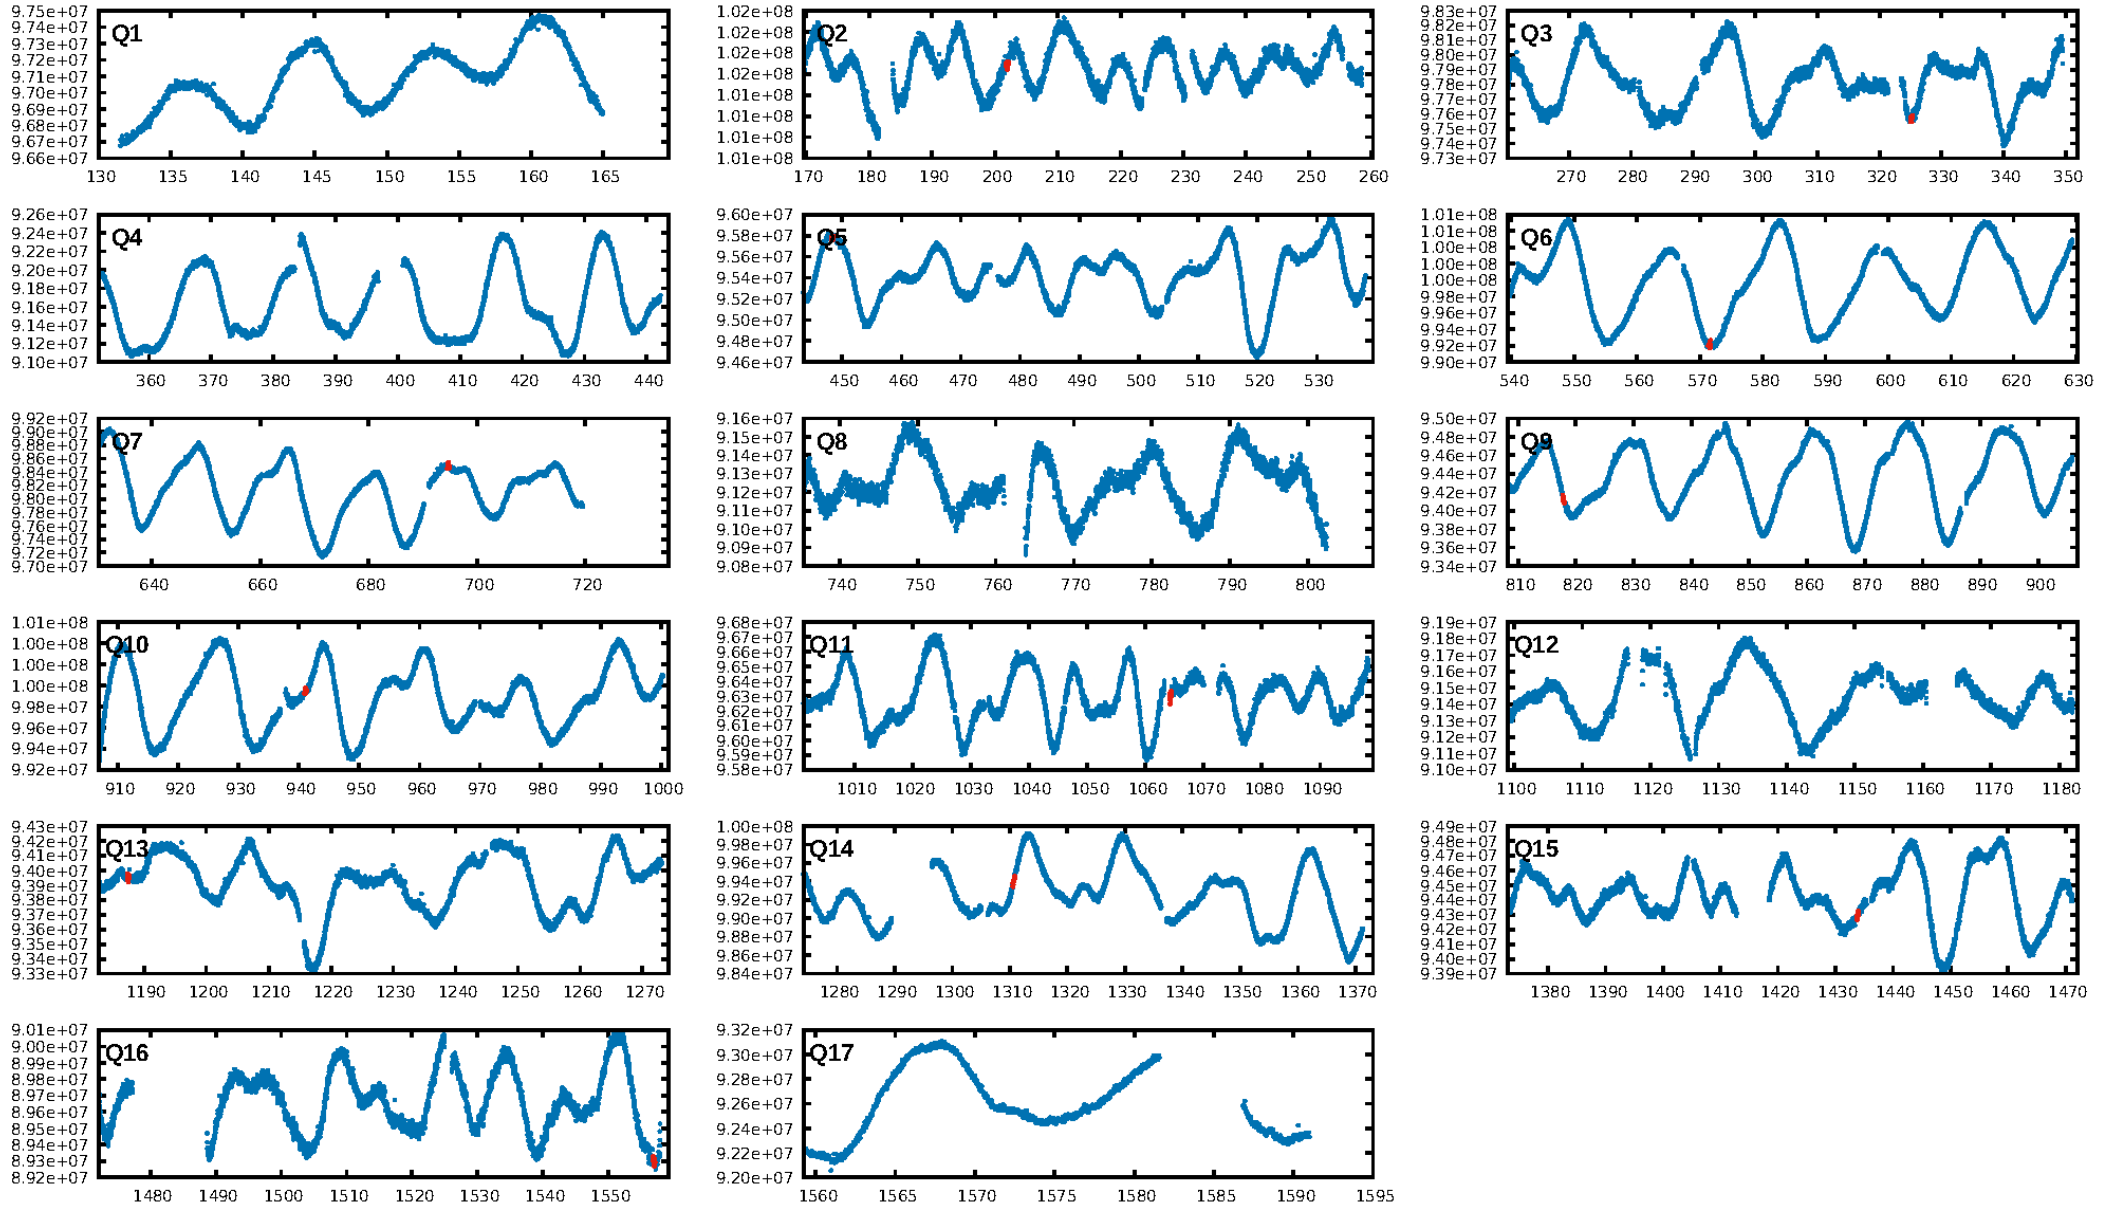 9.75e+07 9.74e+07 9.73e+07 9.72e+07 9.71e+07 9.70e+07 9.69e+07 9.68e+07 9.67e+07 9.66e+07
Q1
130 135 140 145 150 155 160 165
1.02e+08 1.02e+08 1.02e+08 1.02e+08 1.01e+08 1.01e+08 1.01e+08 1.01e+08
Q2
170 180 190 200 210 220 230 240 250 260
9.83e+07 9.81e+07 9.80e+07 9.79e+07 9.78e+07 9.77e+07 9.76e+07 9.75e+07 9.74e+07 9.73e+07
Q3
270 280 290 300 310 320 330 340 350
9.26e+07 9.24e+07 9.22e+07 9.20e+07 9.18e+07 9.16e+07 9.14e+07 9.12e+07 9.10e+07
Q4
360 370 380 390 400 410 420 430 440
9.60e+07 9.58e+07 9.56e+07 9.54e+07 9.52e+07 9.50e+07 9.48e+07 9.46e+07
Q5
450 460 470 480 490 500 510 520 530
1.01e+08 1.00e+08 1.00e+08 1.00e+08 1.00e+08 9.98e+07 9.96e+07 9.94e+07 9.92e+07 9.90e+07
Q6
540 550 560 570 580 590 600 610 620 630
9.92e+07 9.90e+07 9.88e+07 9.86e+07 9.84e+07 9.82e+07 9.80e+07 9.78e+07 9.76e+07 9.74e+07 9.72e+07 9.70e+07
Q7
640 660 680 700 720
9.16e+07 9.15e+07 9.14e+07 9.13e+07 9.12e+07 9.11e+07 9.10e+07 9.09e+07 9.08e+07
Q8
740 750 760 770 780 790 800
9.50e+07 9.48e+07 9.46e+07 9.44e+07 9.42e+07 9.40e+07 9.38e+07 9.36e+07 9.34e+07
Q9
810 820 830 840 850 860 870 880 890 900
1.01e+08 1.00e+08 1.00e+08 1.00e+08 9.98e+07 9.96e+07 9.94e+07 9.92e+07
Q10
910 920 930 940 950 960 970 980 990 1000
9.68e+07 9.67e+07 9.66e+07 9.65e+07 9.64e+07 9.63e+07 9.62e+07 9.61e+07 9.60e+07 9.59e+07 9.58e+07
Q11
1010 1020 1030 1040 1050 1060 1070 1080 1090
9.19e+07 9.18e+07 9.17e+07 9.16e+07 9.15e+07 9.14e+07 9.13e+07 9.12e+07 9.11e+07 9.10e+07
Q12
1100 1110 1120 1130 1140 1150 1160 1170 1180
9.43e+07 9.42e+07 9.41e+07 9.40e+07 9.39e+07 9.38e+07 9.37e+07 9.36e+07 9.35e+07 9.34e+07 9.33e+07
Q13
1190 1200 1210 1220 1230 1240 1250 1260 1270
1.00e+08 9.98e+07 9.96e+07 9.94e+07 9.92e+07 9.90e+07 9.88e+07 9.86e+07 9.84e+07
Q14
1280 1290 1300 1310 1320 1330 1340 1350 1360 1370
9.49e+07 9.48e+07 9.47e+07 9.46e+07 9.45e+07 9.44e+07 9.43e+07 9.42e+07 9.41e+07 9.40e+07 9.39e+07
Q15
1380 1390 1400 1410 1420 1430 1440 1450 1460 1470
9.01e+07 9.00e+07 8.99e+07 8.98e+07 8.97e+07 8.96e+07 8.95e+07 8.94e+07 8.93e+07 8.92e+07
Q16
1480 1490 1500 1510 1520 1530 1540 1550
9.32e+07 9.30e+07 9.28e+07 9.26e+07 9.24e+07 9.22e+07 9.20e+07
Q17
1560 1565 1570 1575 1580 1585 1590 1595